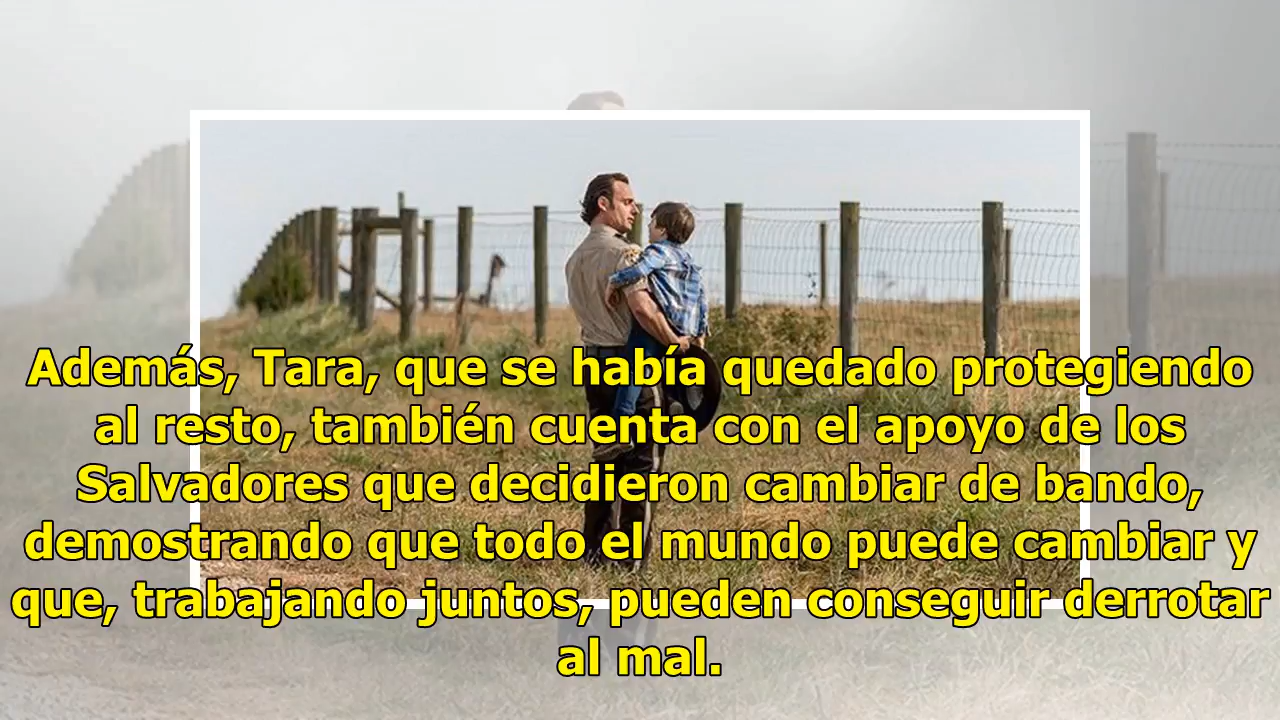 Además, Tara, que se había quedado protegiendo
al resto, también cuenta con el apoyo de los
Salvadores que decidieron cambiar de bando,
demostrando que todo el mundo puede cambiar y
que, trabajando juntos, pueden conseguir derrotar
al mal.